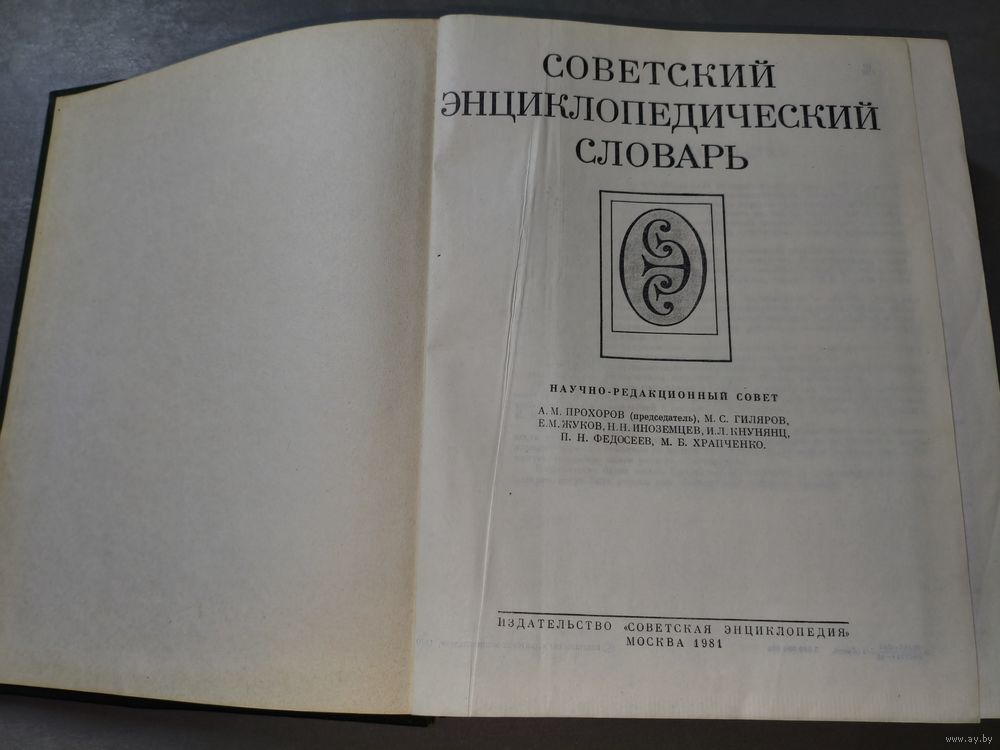 СОВЕТСКИЙ
ЭНЦИКЛОПЕДИЧЕСКИЙ
СЛОВАРЬ
НАУЧНО-РЕДАКЦИОННЫЙ СОВЕТ
А. М. ПРОХОРОВ (председатель), М. С. ГИЛЯРОВ,
Е. М. ЖУКОВ, Н. Н. ИНОЗЕМЦЕВ, И. Л. КНУНЯНЦ,
П. Н. ФЕДОСЕЕВ, М. Б. ХРАПЧЕНКО.
ИЗДАТЕЛЬСТВО «СОВЕТСКАЯ ЭНЦИКЛОПЕДИЯ»
МОСКВА 1981
www.ay.by